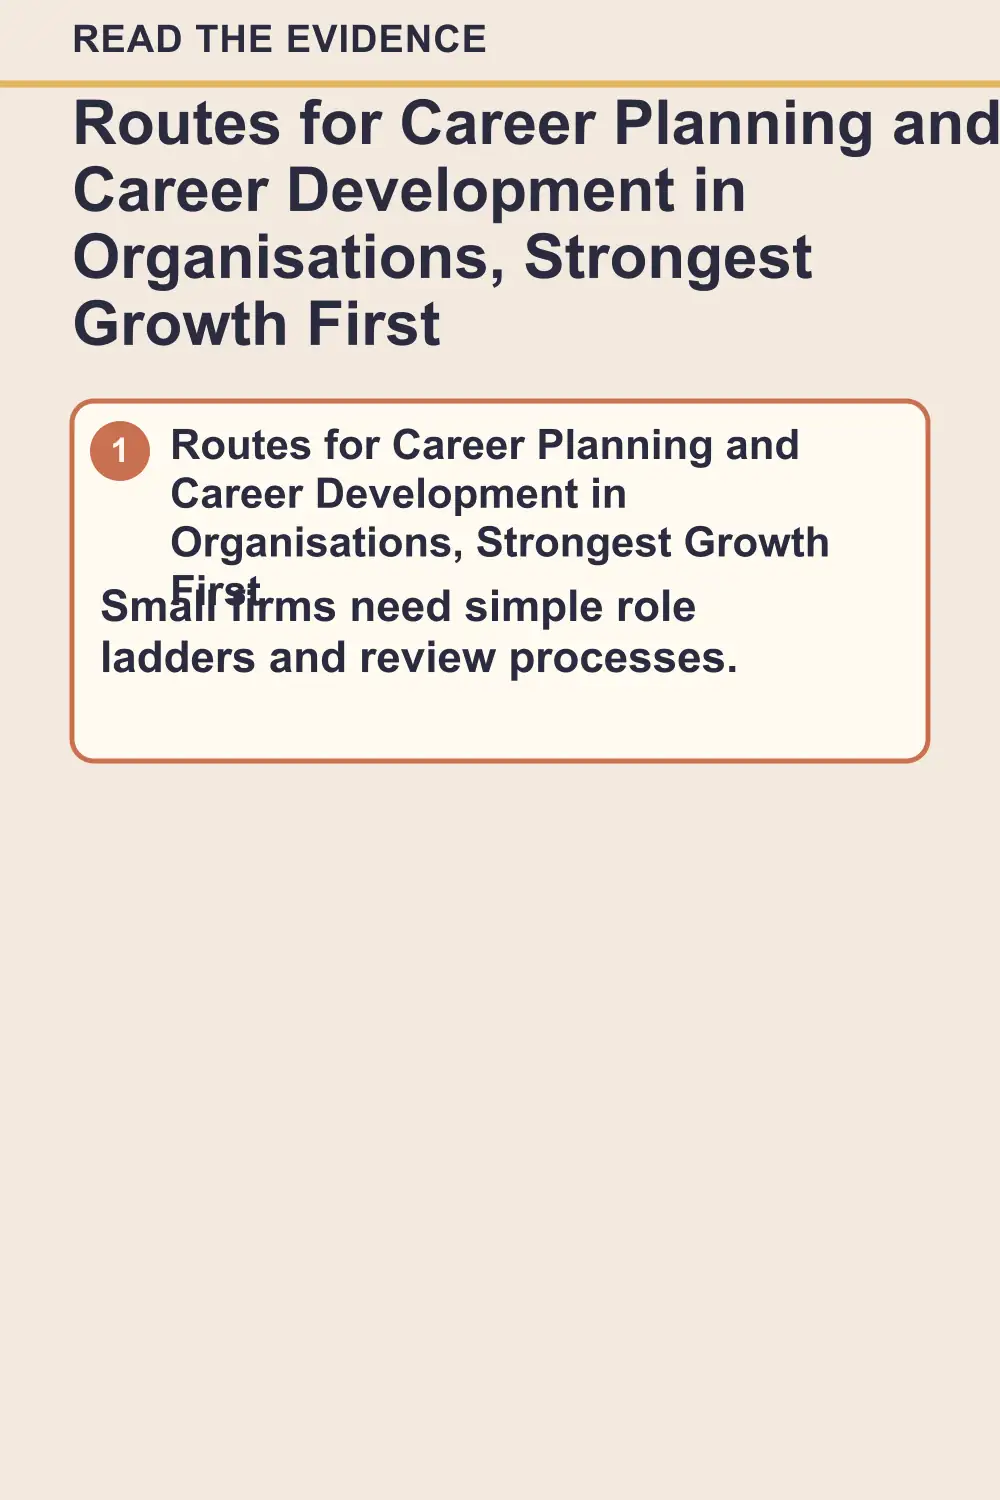 READ THE EVIDENCE
Routes for Career Planning and
Career Development in
Organisations, Strongest
Growth First
1
Routes for Career Planning and
Career Development in
Organisations, Strongest Growth
First
Small firms need simple role
ladders and review processes.